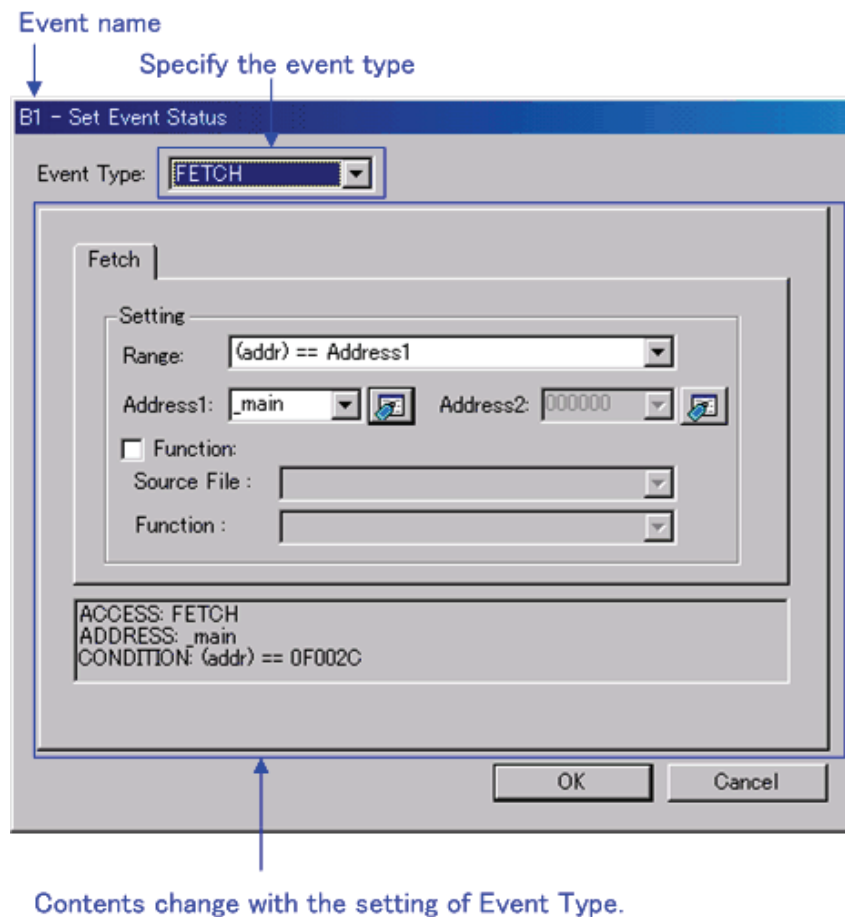 Event name
Specify the event type
B1 - Set Event Status
Event Type: FETCH
Fetch
Setting
Range: (addr) == Address1
Address1: _main Address2: 000000
Function:
Source File :
Function :
ACCESS: FETCH
ADDRESS: _main
CONDITION: (addr) == 0F002C
OK Cancel
Contents change with the setting of Event Type.